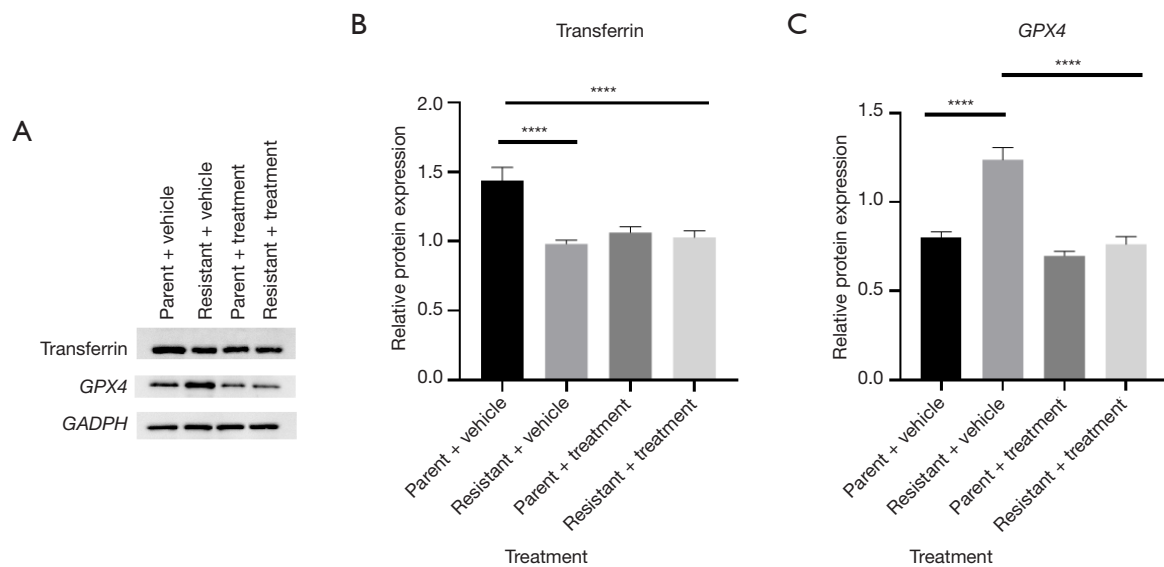 A
Parent + vehicle
Resistant + vehicle
Parent + treatment
Resistant + treatment
Transferrin
GPX4
GADPH
B
Transferrin
****
****
Relative protein expression
2.0
1.5
1.0
0.5
0.0
Parent + vehicle
Resistant + vehicle
Parent + treatment
Resistant + treatment
Treatment
C
GPX4
****
****
Relative protein expression
1.5
1.0
0.5
0.0
Parent + vehicle
Resistant + vehicle
Parent + treatment
Resistant + treatment
Treatment